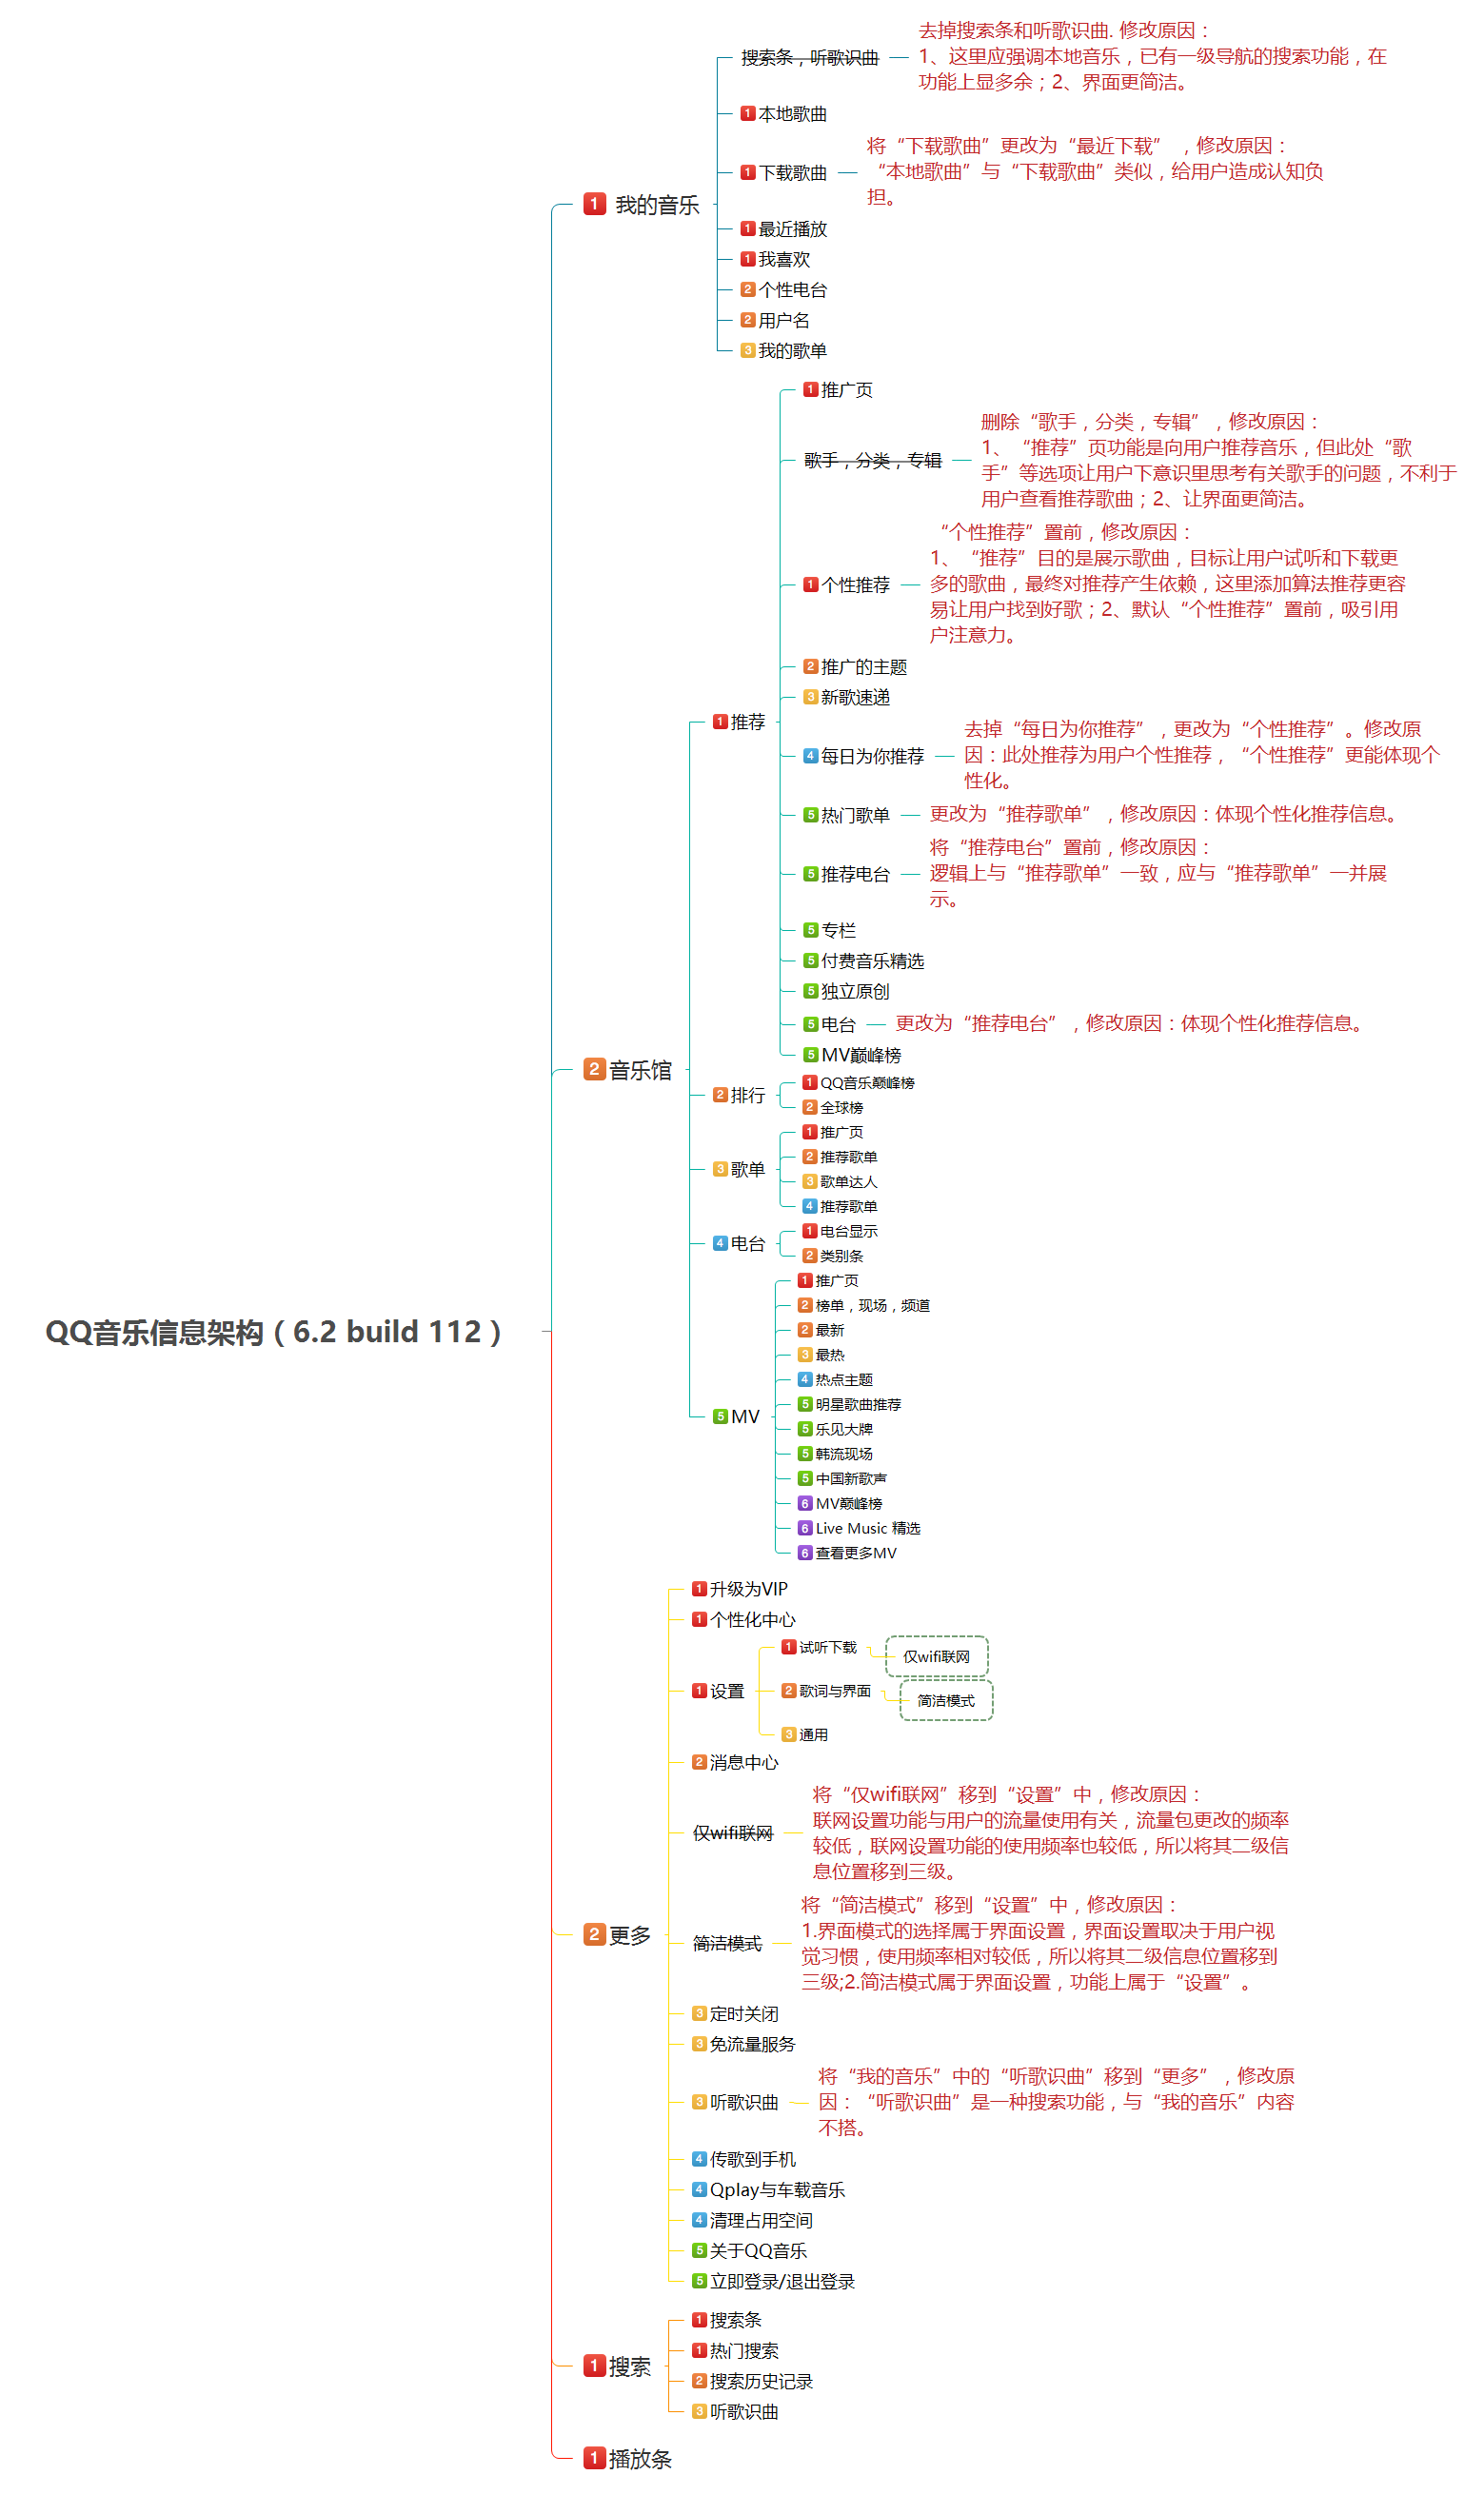 去掉搜索条和听歌识曲. 修改原因：
1、这里应强调本地音乐，已有一级导航的搜索功能，在
功能上显多余；2、界面更简洁。
搜索条，听歌识曲
1 本地歌曲
将“下载歌曲”更改为“最近下载”，修改原因：
“本地歌曲”与“下载歌曲”类似，给用户造成认知负
担。
1 下载歌曲
1 我的音乐
1 最近播放
1 我喜欢
2 个性电台
2 用户名
3 我的歌单
1 推广页
删除“歌手，分类，专辑”，修改原因：
1、“推荐”页功能是向用户推荐音乐，但此处“歌
手”等选项让用户下意识里思考有关歌手的问题，不利于
用户查看推荐歌曲；2、让界面更简洁。
歌手，分类，专辑
“个性推荐”置前，修改原因：
1、“推荐”目的是展示歌曲，目标让用户试听和下载更
多的歌曲，最终对推荐产生依赖，这里添加算法推荐更容
易让用户找到好歌；2、默认“个性推荐”置前，吸引用
户注意力。
1 个性推荐
2 推广的主题
3 新歌速递
1 推荐
去掉“每日为你推荐”，更改为“个性推荐”。修改原
因：此处推荐为用户个性推荐，“个性推荐”更能体现个
性化。
4 每日为你推荐
5 热门歌单
更改为“推荐歌单”，修改原因：体现个性化推荐信息。
将“推荐电台”置前，修改原因：
逻辑上与“推荐歌单”一致，应与“推荐歌单”一并展
示。
5 推荐电台
5 专栏
5 付费音乐精选
5 独立原创
5 电台
更改为“推荐电台”，修改原因：体现个性化推荐信息。
5 MV巅峰榜
2 音乐馆
2 排行
1 QQ音乐巅峰榜
2 全球榜
3 歌单
1 推广页
2 推荐歌单
3 歌单达人
4 推荐歌单
4 电台
1 电台显示
2 类别条
QQ音乐信息架构（6.2 build 112）
5 MV
1 推广页
2 榜单，现场，频道
2 最新
3 最热
4 热点主题
5 明星歌曲推荐
5 乐见大牌
5 韩流现场
5 中国新歌声
6 MV巅峰榜
6 Live Music 精选
6 查看更多MV
1 升级为VIP
1 个性化中心
1 设置
1 试听下载
仅wifi联网
2 歌词与界面
简洁模式
3 通用
2 消息中心
将“仅wifi联网”移到“设置”中，修改原因：
联网设置功能与用户的流量使用有关，流量包更改的频率
较低，联网设置功能的使用频率也较低，所以将其二级信
息位置移到三级。
仅wifi联网
2 更多
将“简洁模式”移到“设置”中，修改原因：
1.界面模式的选择属于界面设置，界面设置取决于用户视
觉习惯，使用频率相对较低，所以将其二级信息位置移到
三级;2.简洁模式属于界面设置，功能上属于“设置”。
简洁模式
3 定时关闭
3 免流量服务
将“我的音乐”中的“听歌识曲”移到“更多”，修改原
因：“听歌识曲”是一种搜索功能，与“我的音乐”内容
不搭。
3 听歌识曲
4 传歌到手机
4 Qplay与车载音乐
4 清理占用空间
5 关于QQ音乐
5 立即登录/退出登录
1 搜索
1 搜索条
1 热门搜索
2 搜索历史记录
3 听歌识曲
1 播放条